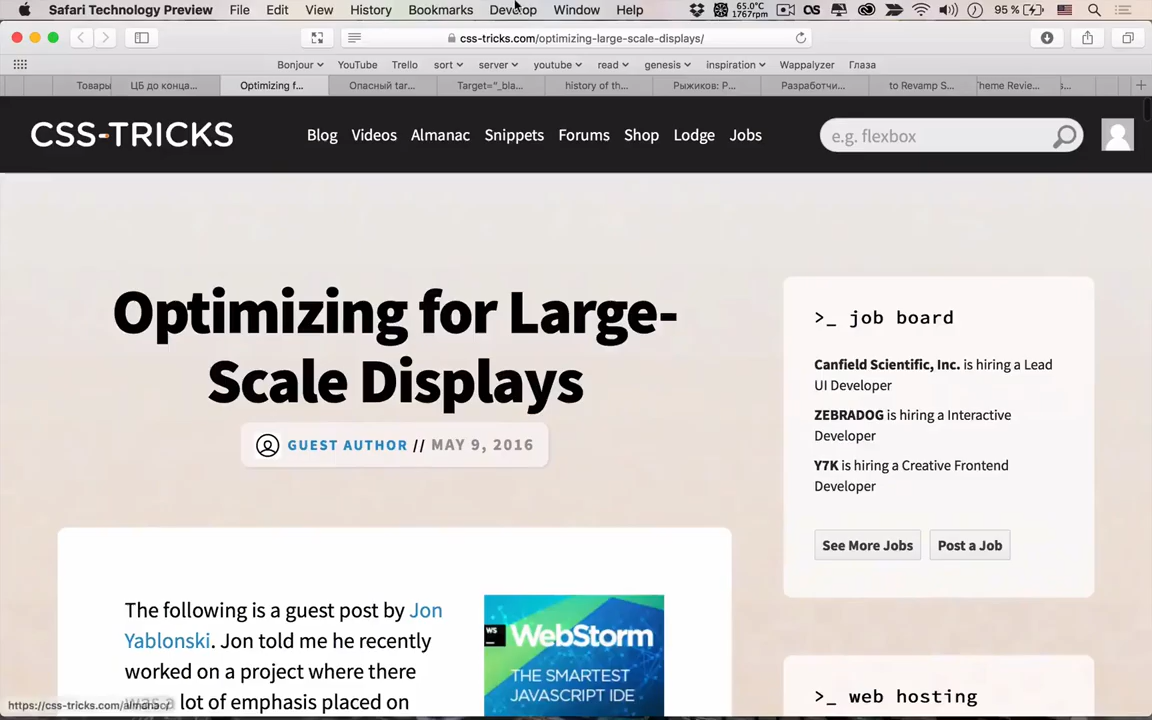 Safari Technology Preview File Edit View History Bookmarks Develop Window Help 65.0°C 1767rpm 95 %
css-tricks.com/optimizing-large-scale-displays/
Bonjour YouTube Trello sort server youtube read genesis inspiration Wappalyzer Глаза
Товары ЦБ до конца... Optimizing f... Опасный tar... Target="_bla... history of th... Рыжиков: Р... Разработчи... to Revamp S... heme Revie...
CSS-TRICKS Blog Videos Almanac Snippets Forums Shop Lodge Jobs e.g. flexbox
Optimizing for Large-
Scale Displays
GUEST AUTHOR // MAY 9, 2016
The following is a guest post by Jon
Yablonski. Jon told me he recently
worked on a project where there
lot of emphasis placed on
WS WebStorm
THE SMARTEST
JAVASCRIPT IDE
>_ job board
Canfield Scientific, Inc. is hiring a Lead
UI Developer
ZEBRADOG is hiring a Interactive
Developer
Y7K is hiring a Creative Frontend
Developer
See More Jobs Post a Job
>_ web hosting
https://css-tricks.com/almanac/